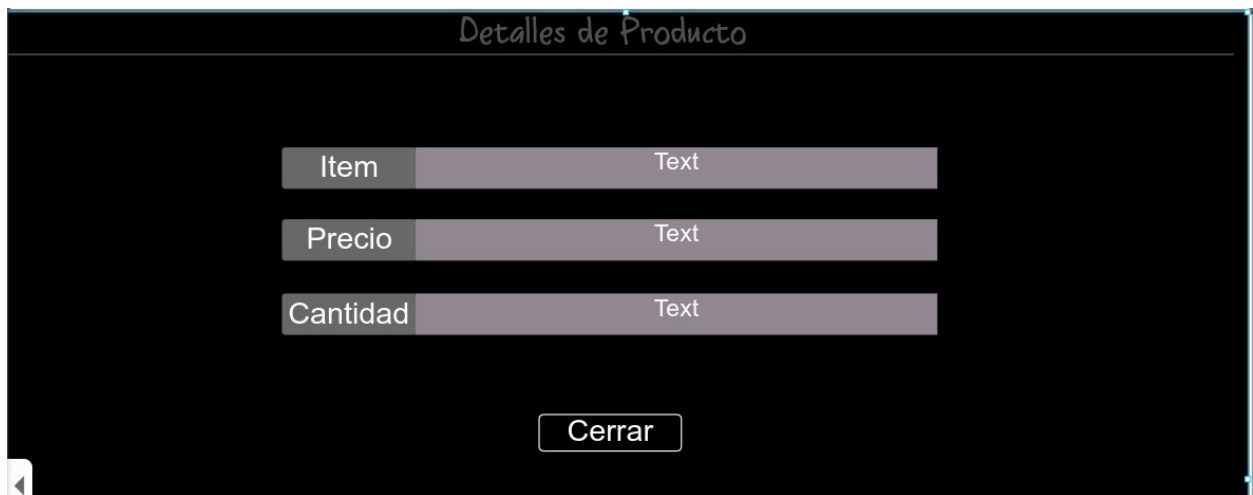 Detalles de Producto
Item Text
Precio Text
Cantidad Text
Cerrar